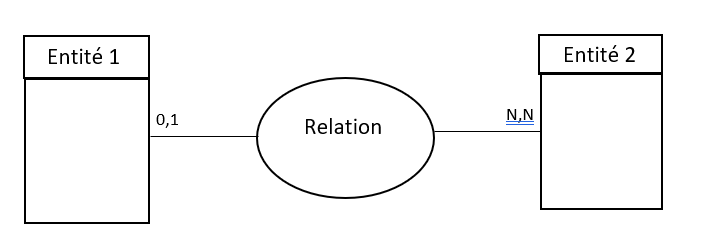 Entité 1
Entité 2
0,1
Relation
N,N